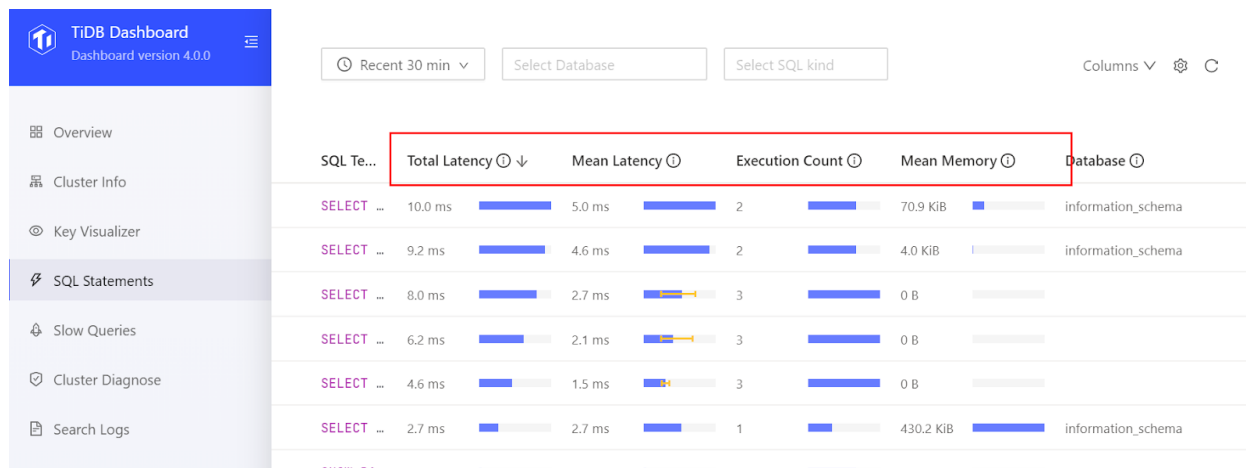 TiDB Dashboard
Dashboard version 4.0.0
Overview
Cluster Info
Key Visualizer
SQL Statements
Slow Queries
Cluster Diagnose
Search Logs
Recent 30 min Select Database Select SQL kind Columns
SQL Te... Total Latency Mean Latency Execution Count Mean Memory Database
SELECT … 10.0 ms 5.0 ms 2 70.9 KiB information_schema
SELECT … 9.2 ms 4.6 ms 2 4.0 KiB information_schema
SELECT … 8.0 ms 2.7 ms 3 0 B
SELECT … 6.2 ms 2.1 ms 3 0 B
SELECT … 4.6 ms 1.5 ms 3 0 B
SELECT … 2.7 ms 2.7 ms 1 430.2 KiB information_schema